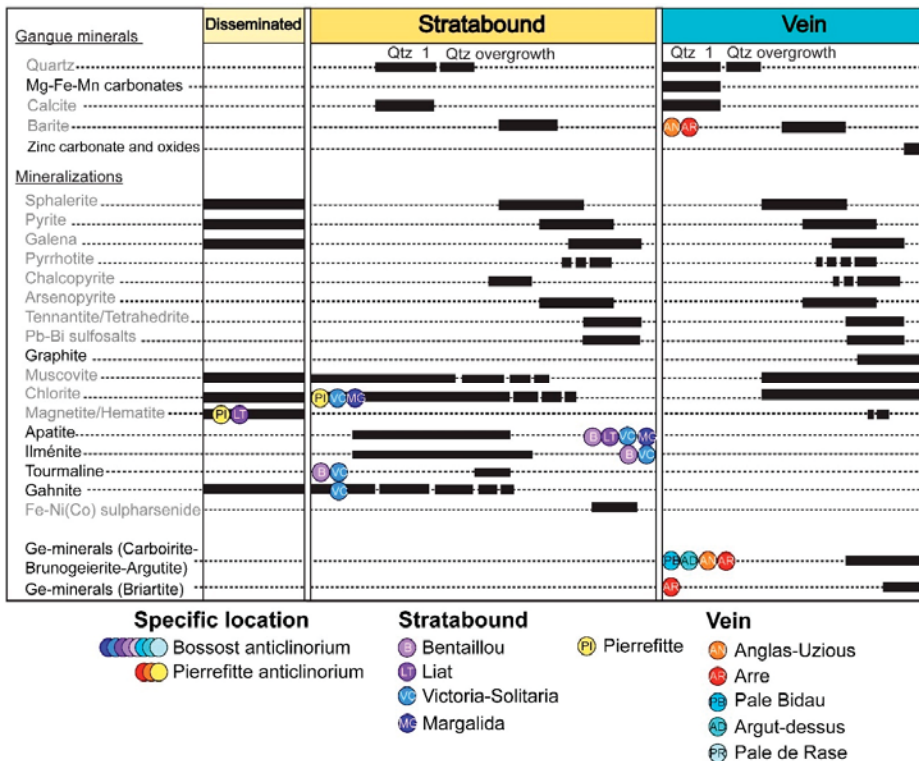 Disseminated Stratabound Vein
Gangue minerals
Qtz 1 Qtz overgrowth Qtz 1 Qtz overgrowth
Quartz
Mg-Fe-Mn carbonates
Calcite
Barite AN AR
Zinc carbonate and oxides
Mineralizations
Sphalerite
Pyrite
Galena
Pyrrhotite
Chalcopyrite
Arsenopyrite
Tennantite/Tetrahedrite
Pb-Bi sulfosalts
Graphite
Muscovite
Chlorite PI VC MG
Magnetite/Hematite PI LT
Apatite B LT VC MG
Ilménite B VC
Tourmaline B VC
Gahnite VC
Fe-Ni(Co) sulpharsenide
Ge-minerals (Carboirite-
Brunogeierite-Argutite) PB AD AN AR
Ge-minerals (Briartite) AR
Specific location Stratabound Vein
Bossost anticlinorium B Bentaillou PI Pierrefitte AN Anglas-Uzious
Pierrefitte anticlinorium LT Liat AR Arre
VC Victoria-Solitaria PB Pale Bidau
MG Margalida AD Argut-dessus
PR Pale de Rase